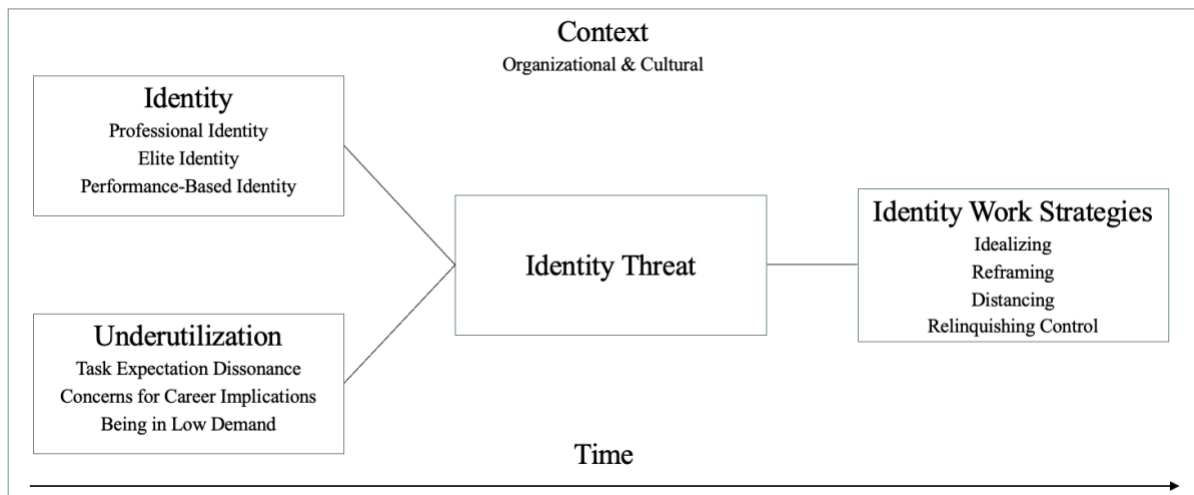 Context
Organizational & Cultural
Identity
Professional Identity
Elite Identity
Performance-Based Identity
Underutilization
Task Expectation Dissonance
Concerns for Career Implications
Being in Low Demand
Identity Threat
Identity Work Strategies
Idealizing
Reframing
Distancing
Relinquishing Control
Time